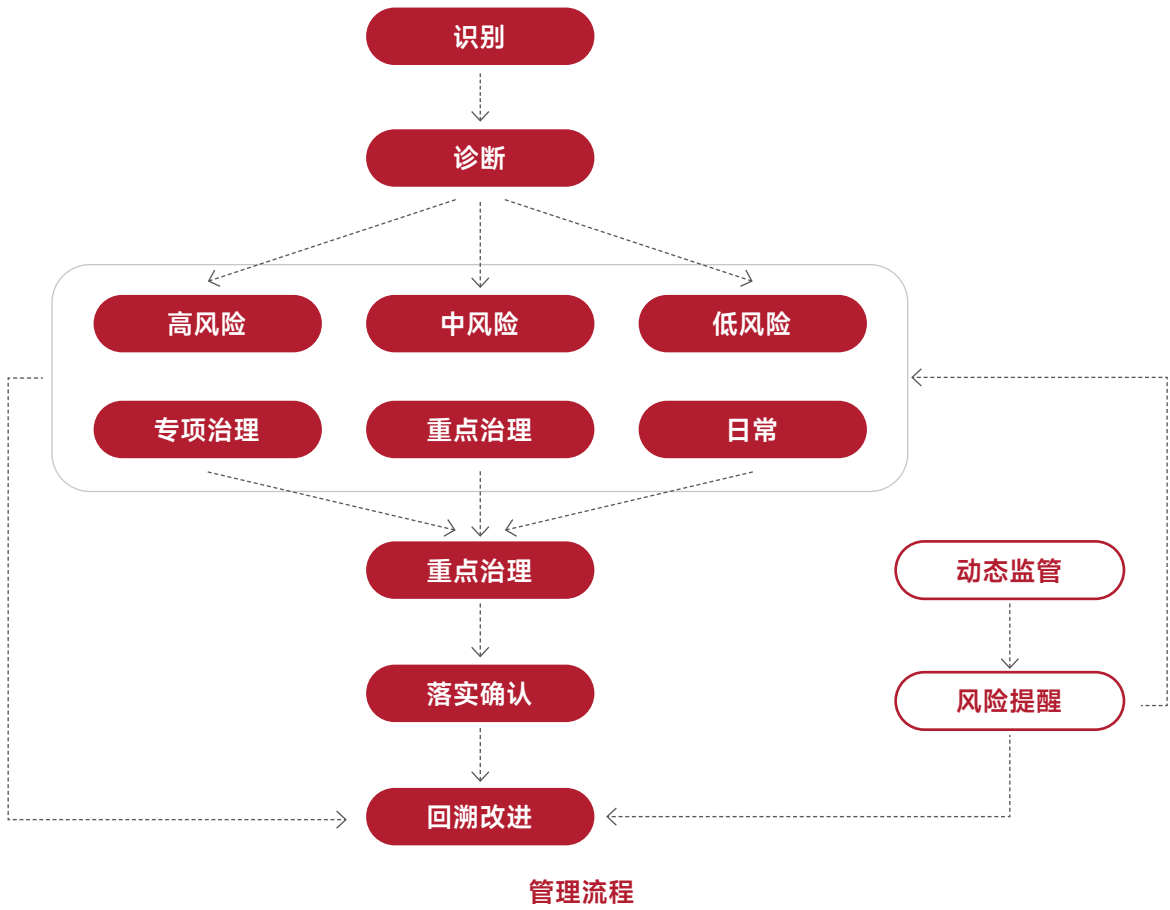 识别
诊断
高风险
中风险
低风险
专项治理
重点治理
日常
重点治理
动态监管
落实确认
风险提醒
回溯改进
管理流程